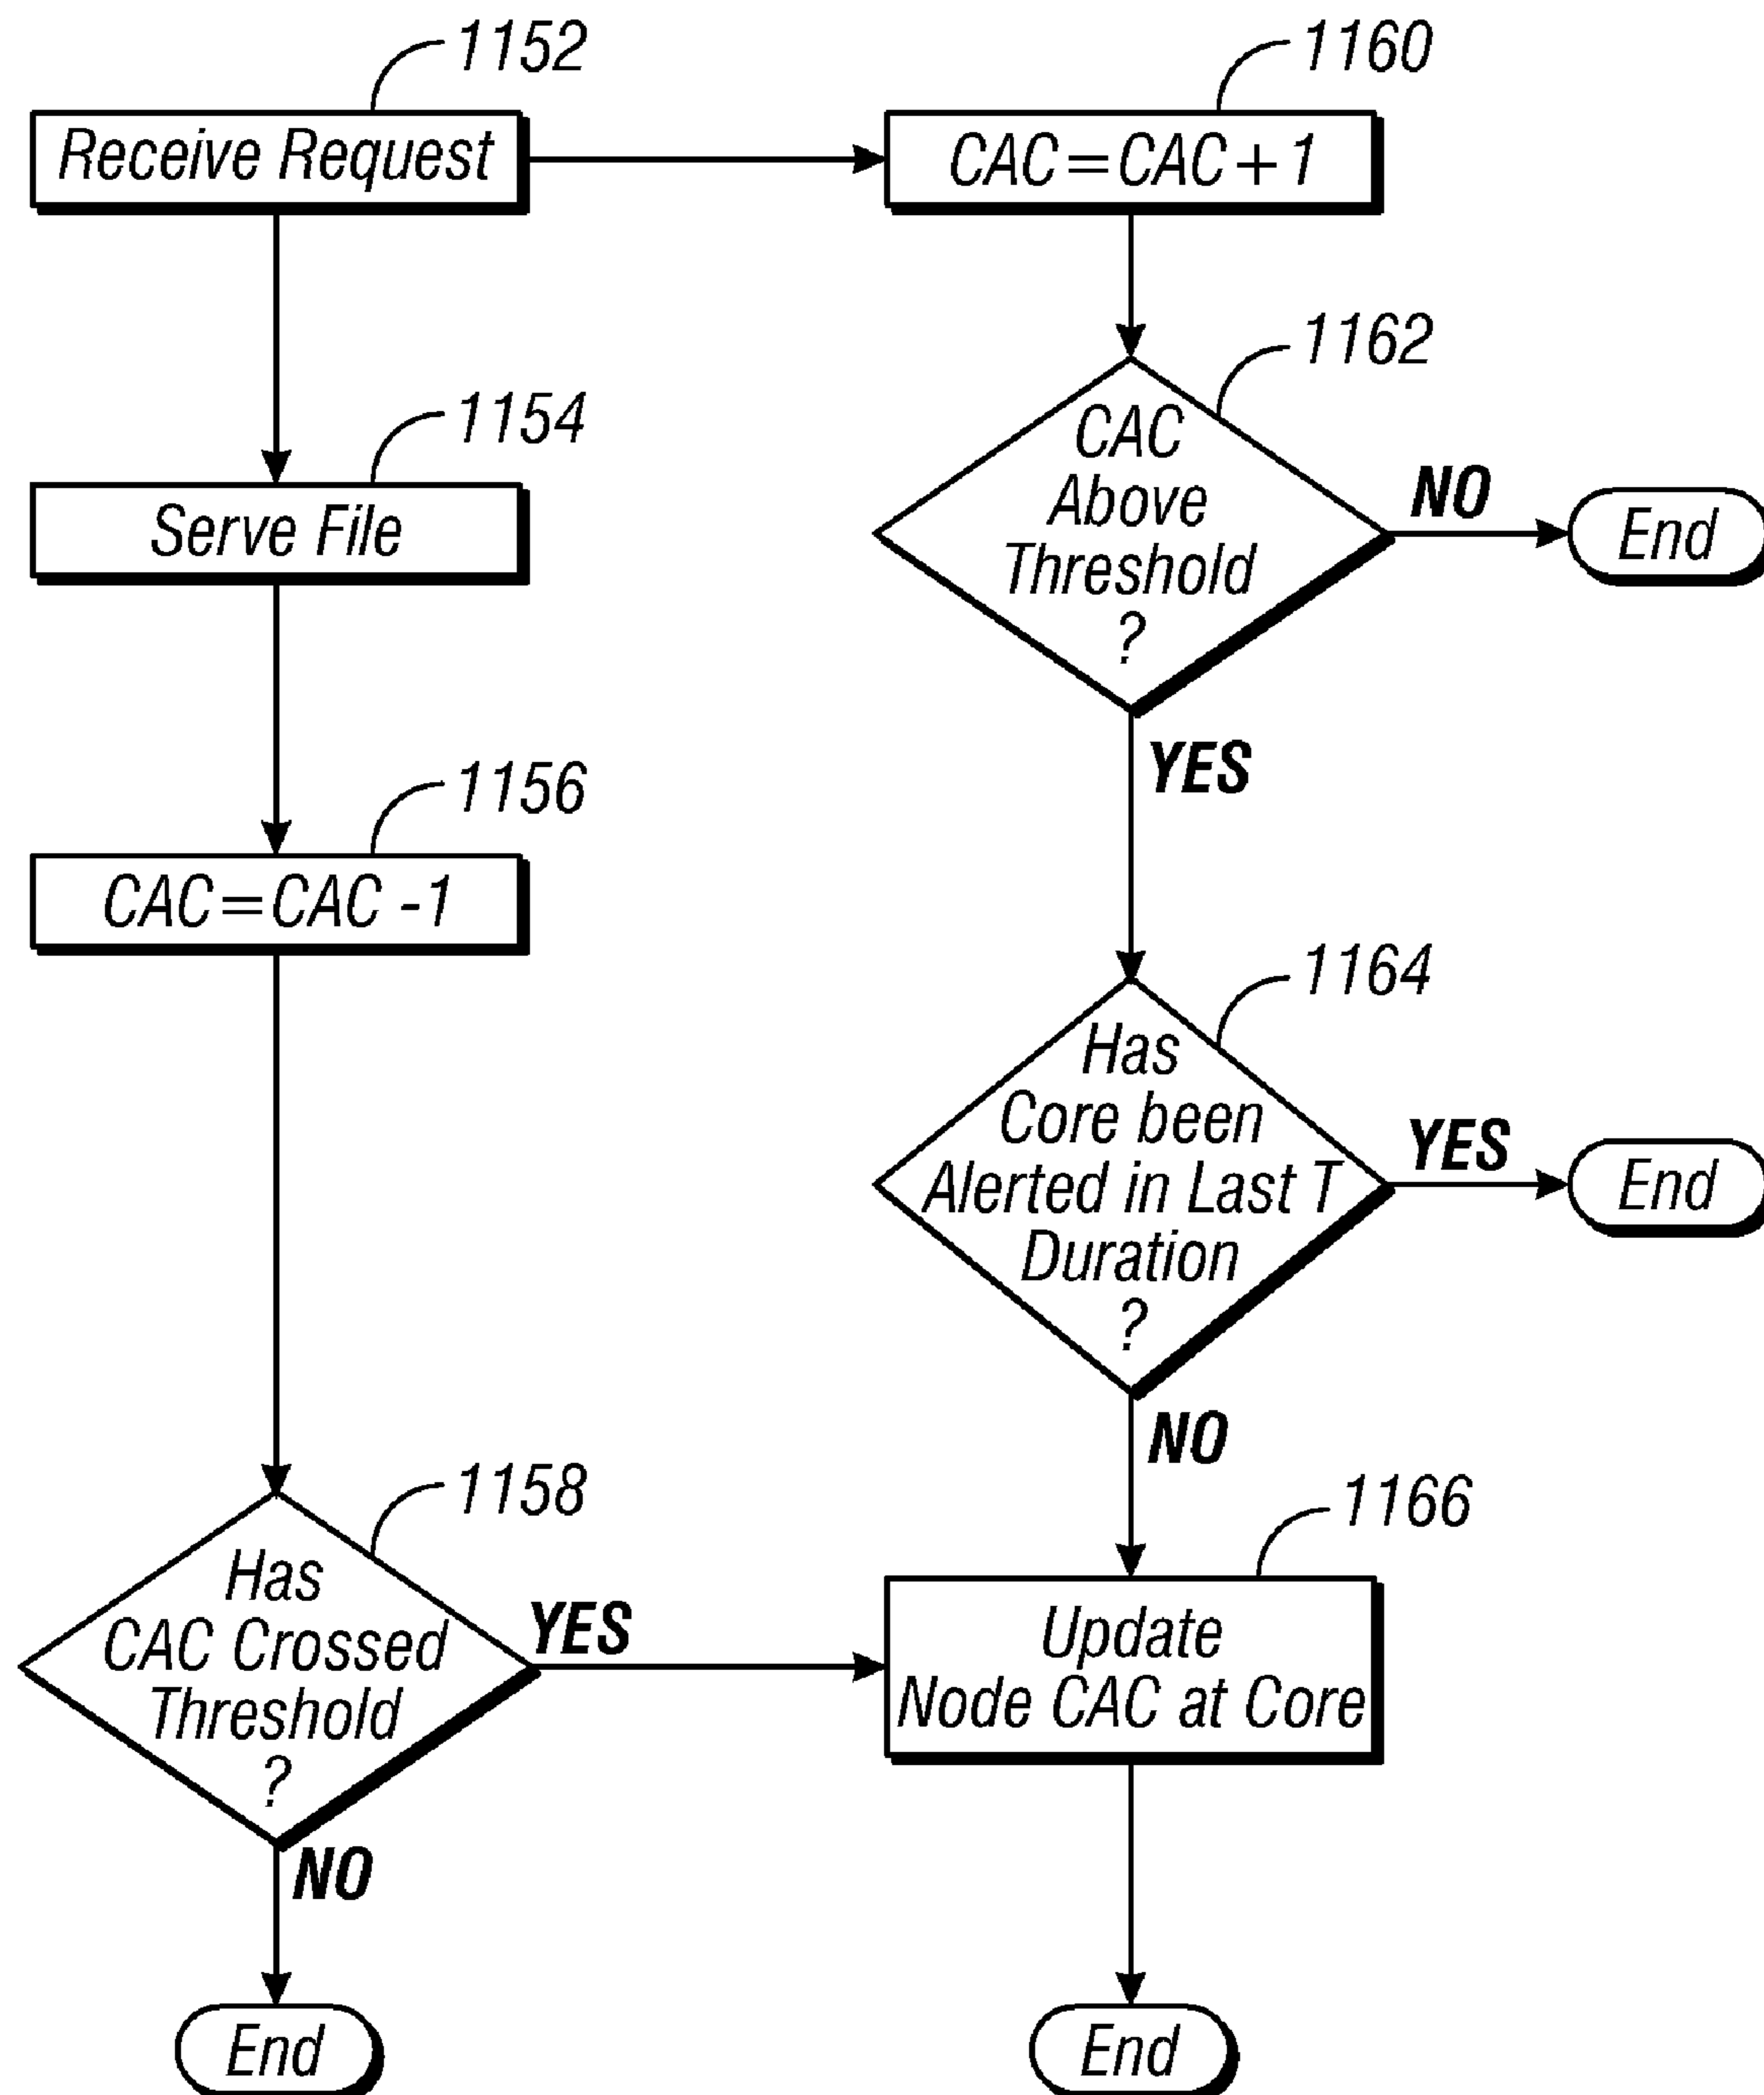 1152
Receive Request
1160
CAC = CAC + 1
1162
CAC
Above
Threshold
?
NO
End
YES
1154
Serve File
1156
CAC = CAC -1
1164
Has
Core been
Alerted in Last T
Duration
?
YES
End
NO
1158
Has
CAC Crossed
Threshold
?
YES
NO
End
1166
Update
Node CAC at Core
End